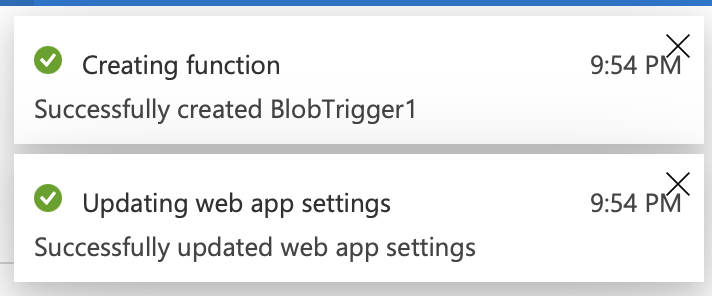 Creating function 9:54 PM
Successfully created BlobTrigger1
Updating web app settings 9:54 PM
Successfully updated web app settings